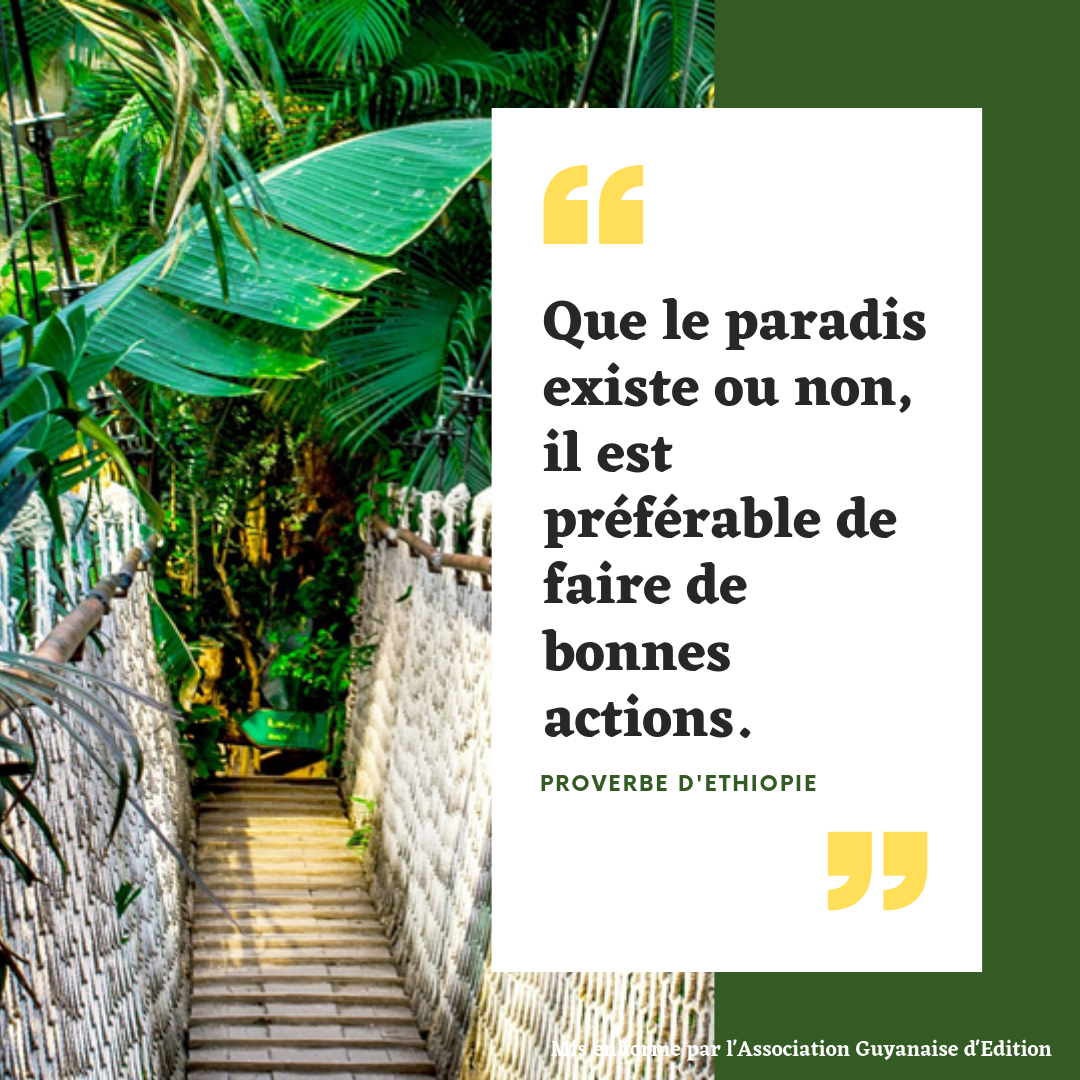 Que le paradis
existe ou non,
il est
préférable de
faire de
bonnes
actions.
PROVERBE D'ETHIOPIE
Mis en forme par l'Association Guyanaise d'Edition